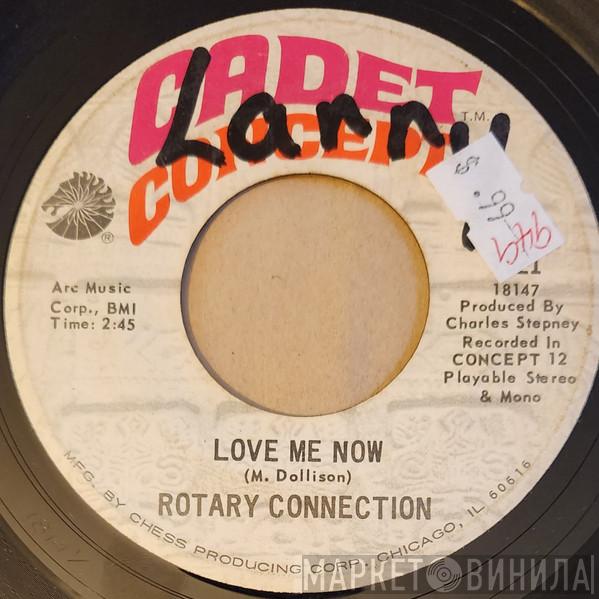 CADET
CONCEPT
T.M.
Larry
$ .99
®
Arc Music
Corp., BMI
Time: 2:45
18147
Produced By
Charles Stepney
Recorded In
CONCEPT 12
Playable Stereo
& Mono
LOVE ME NOW
(M. Dollison)
ROTARY CONNECTION
MFG. BY CHESS PRODUCING CORP., CHICAGO, IL 60616
МАРКЕТ ВИНИЛА